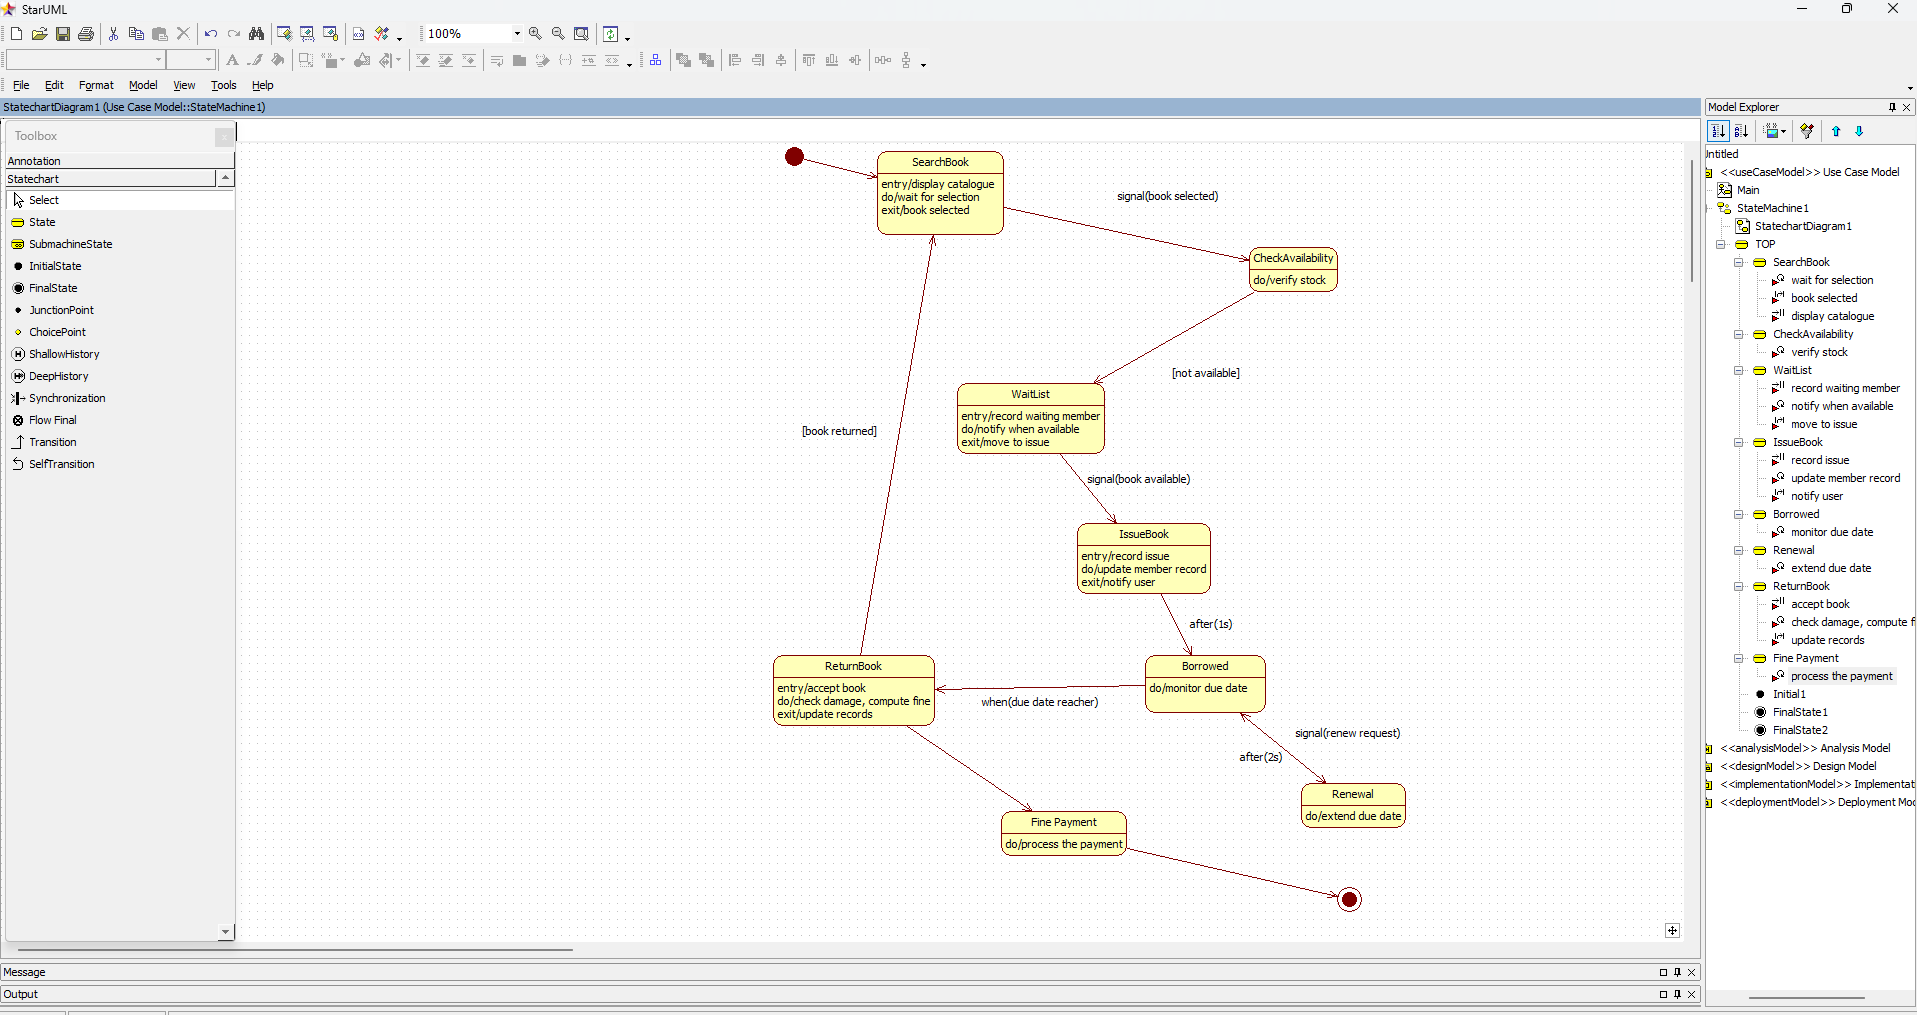 StarUML
100%
File Edit Format Model View Tools Help
StatechartDiagram1 (Use Case Model::StateMachine1)
Toolbox
Annotation
Statechart
Select
State
SubmachineState
InitialState
FinalState
JunctionPoint
ChoicePoint
ShallowHistory
DeepHistory
Synchronization
Flow Final
Transition
SelfTransition
SearchBook
entry/display catalogue
do/wait for selection
exit/book selected
signal(book selected)
CheckAvailability
do/verify stock
[not available]
WaitList
entry/record waiting member
do/notify when available
exit/move to issue
[book returned]
signal(book available)
IssueBook
entry/record issue
do/update member record
exit/notify user
after(1s)
ReturnBook
entry/accept book
do/check damage, compute fine
exit/update records
Borrowed
do/monitor due date
when(due date reacher)
signal(renew request)
after(2s)
Renewal
do/extend due date
Fine Payment
do/process the payment
Message
Output
Model Explorer
Intitled
<<useCaseModel>> Use Case Model
Main
StateMachine1
StatechartDiagram1
TOP
SearchBook
wait for selection
book selected
display catalogue
CheckAvailability
verify stock
WaitList
record waiting member
notify when available
move to issue
IssueBook
record issue
update member record
notify user
Borrowed
monitor due date
Renewal
extend due date
ReturnBook
accept book
check damage, compute f
update records
Fine Payment
process the payment
Initial1
FinalState1
FinalState2
<<analysisModel>> Analysis Model
<<designModel>> Design Model
<<implementationModel>> Implementat
<<deploymentModel>> Deployment Mo